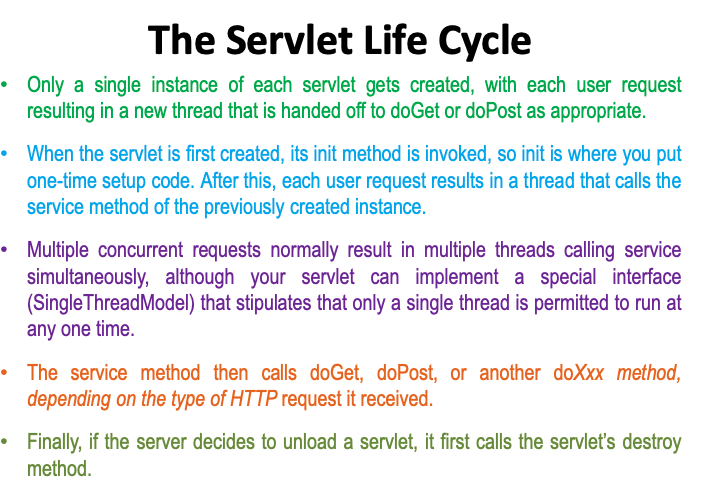 The Servlet Life Cycle
• Only a single instance of each servlet gets created, with each user request
resulting in a new thread that is handed off to doGet or doPost as appropriate.
• When the servlet is first created, its init method is invoked, so init is where you put
one-time setup code. After this, each user request results in a thread that calls the
service method of the previously created instance.
• Multiple concurrent requests normally result in multiple threads calling service
simultaneously, although your servlet can implement a special interface
(SingleThreadModel) that stipulates that only a single thread is permitted to run at
any one time.
• The service method then calls doGet, doPost, or another doXxx method,
depending on the type of HTTP request it received.
• Finally, if the server decides to unload a servlet, it first calls the servlet’s destroy
method.